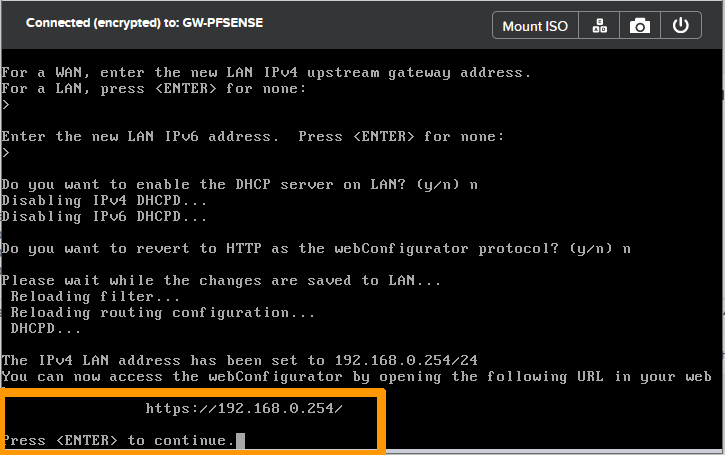 Connected (encrypted) to: GW-PFSENSE
Mount ISO
For a WAN, enter the new LAN IPv4 upstream gateway address.
For a LAN, press <ENTER> for none:
>
Enter the new LAN IPv6 address.  Press <ENTER> for none:
>
Do you want to enable the DHCP server on LAN? (y/n) n
Disabling IPv4 DHCPD...
Disabling IPv6 DHCPD...
Do you want to revert to HTTP as the webConfigurator protocol? (y/n) n
Please wait while the changes are saved to LAN...
Reloading filter...
Reloading routing configuration...
DHCPD...
The IPv4 LAN address has been set to 192.168.0.254/24
You can now access the webConfigurator by opening the following URL in your web
https://192.168.0.254/
Press <ENTER> to continue.